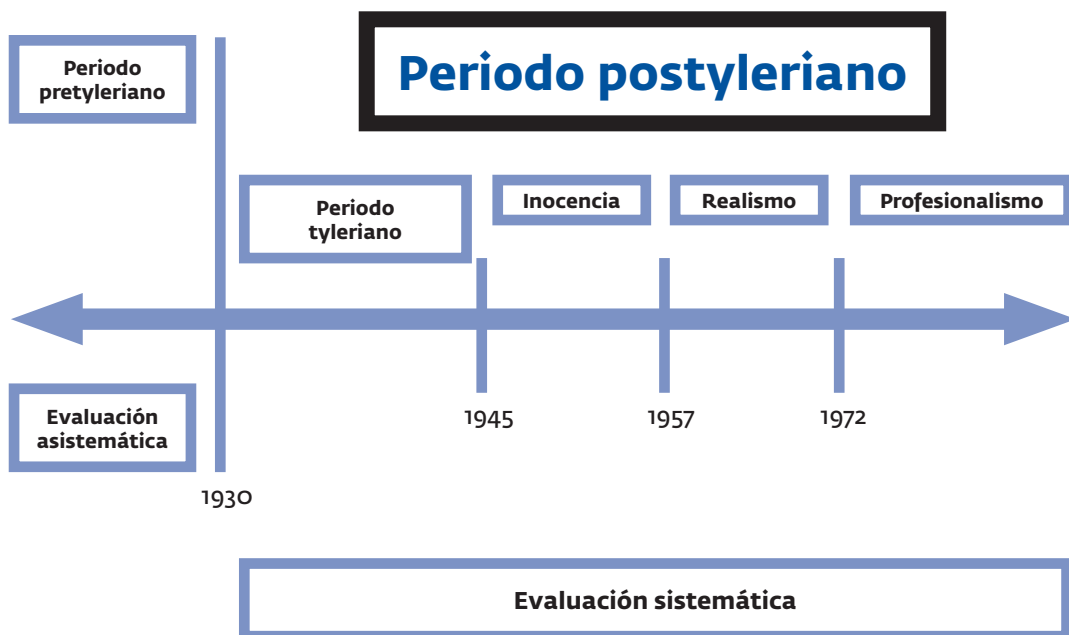 Periodo
pretyleriano
Periodo postyleriano
Periodo
tyleriano
Inocencia
Realismo
Profesionalismo
Evaluación
asistemática
1930
1945
1957
1972
Evaluación sistemática